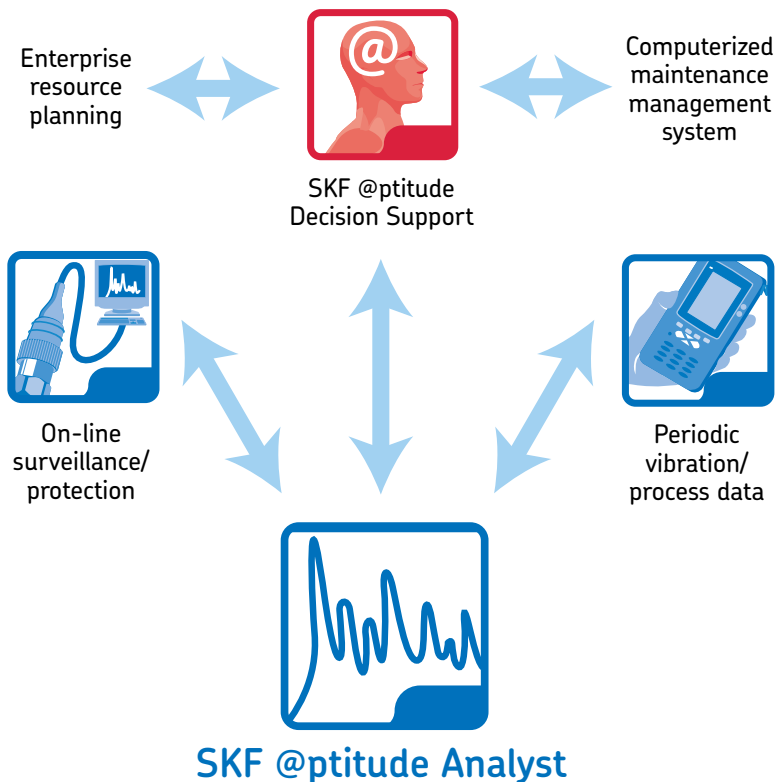 Enterprise
resource
planning
@
Computerized
maintenance
management
system
SKF @ptitude
Decision Support
On-line
surveillance/
protection
Periodic
vibration/
process data
SKF @ptitude Analyst